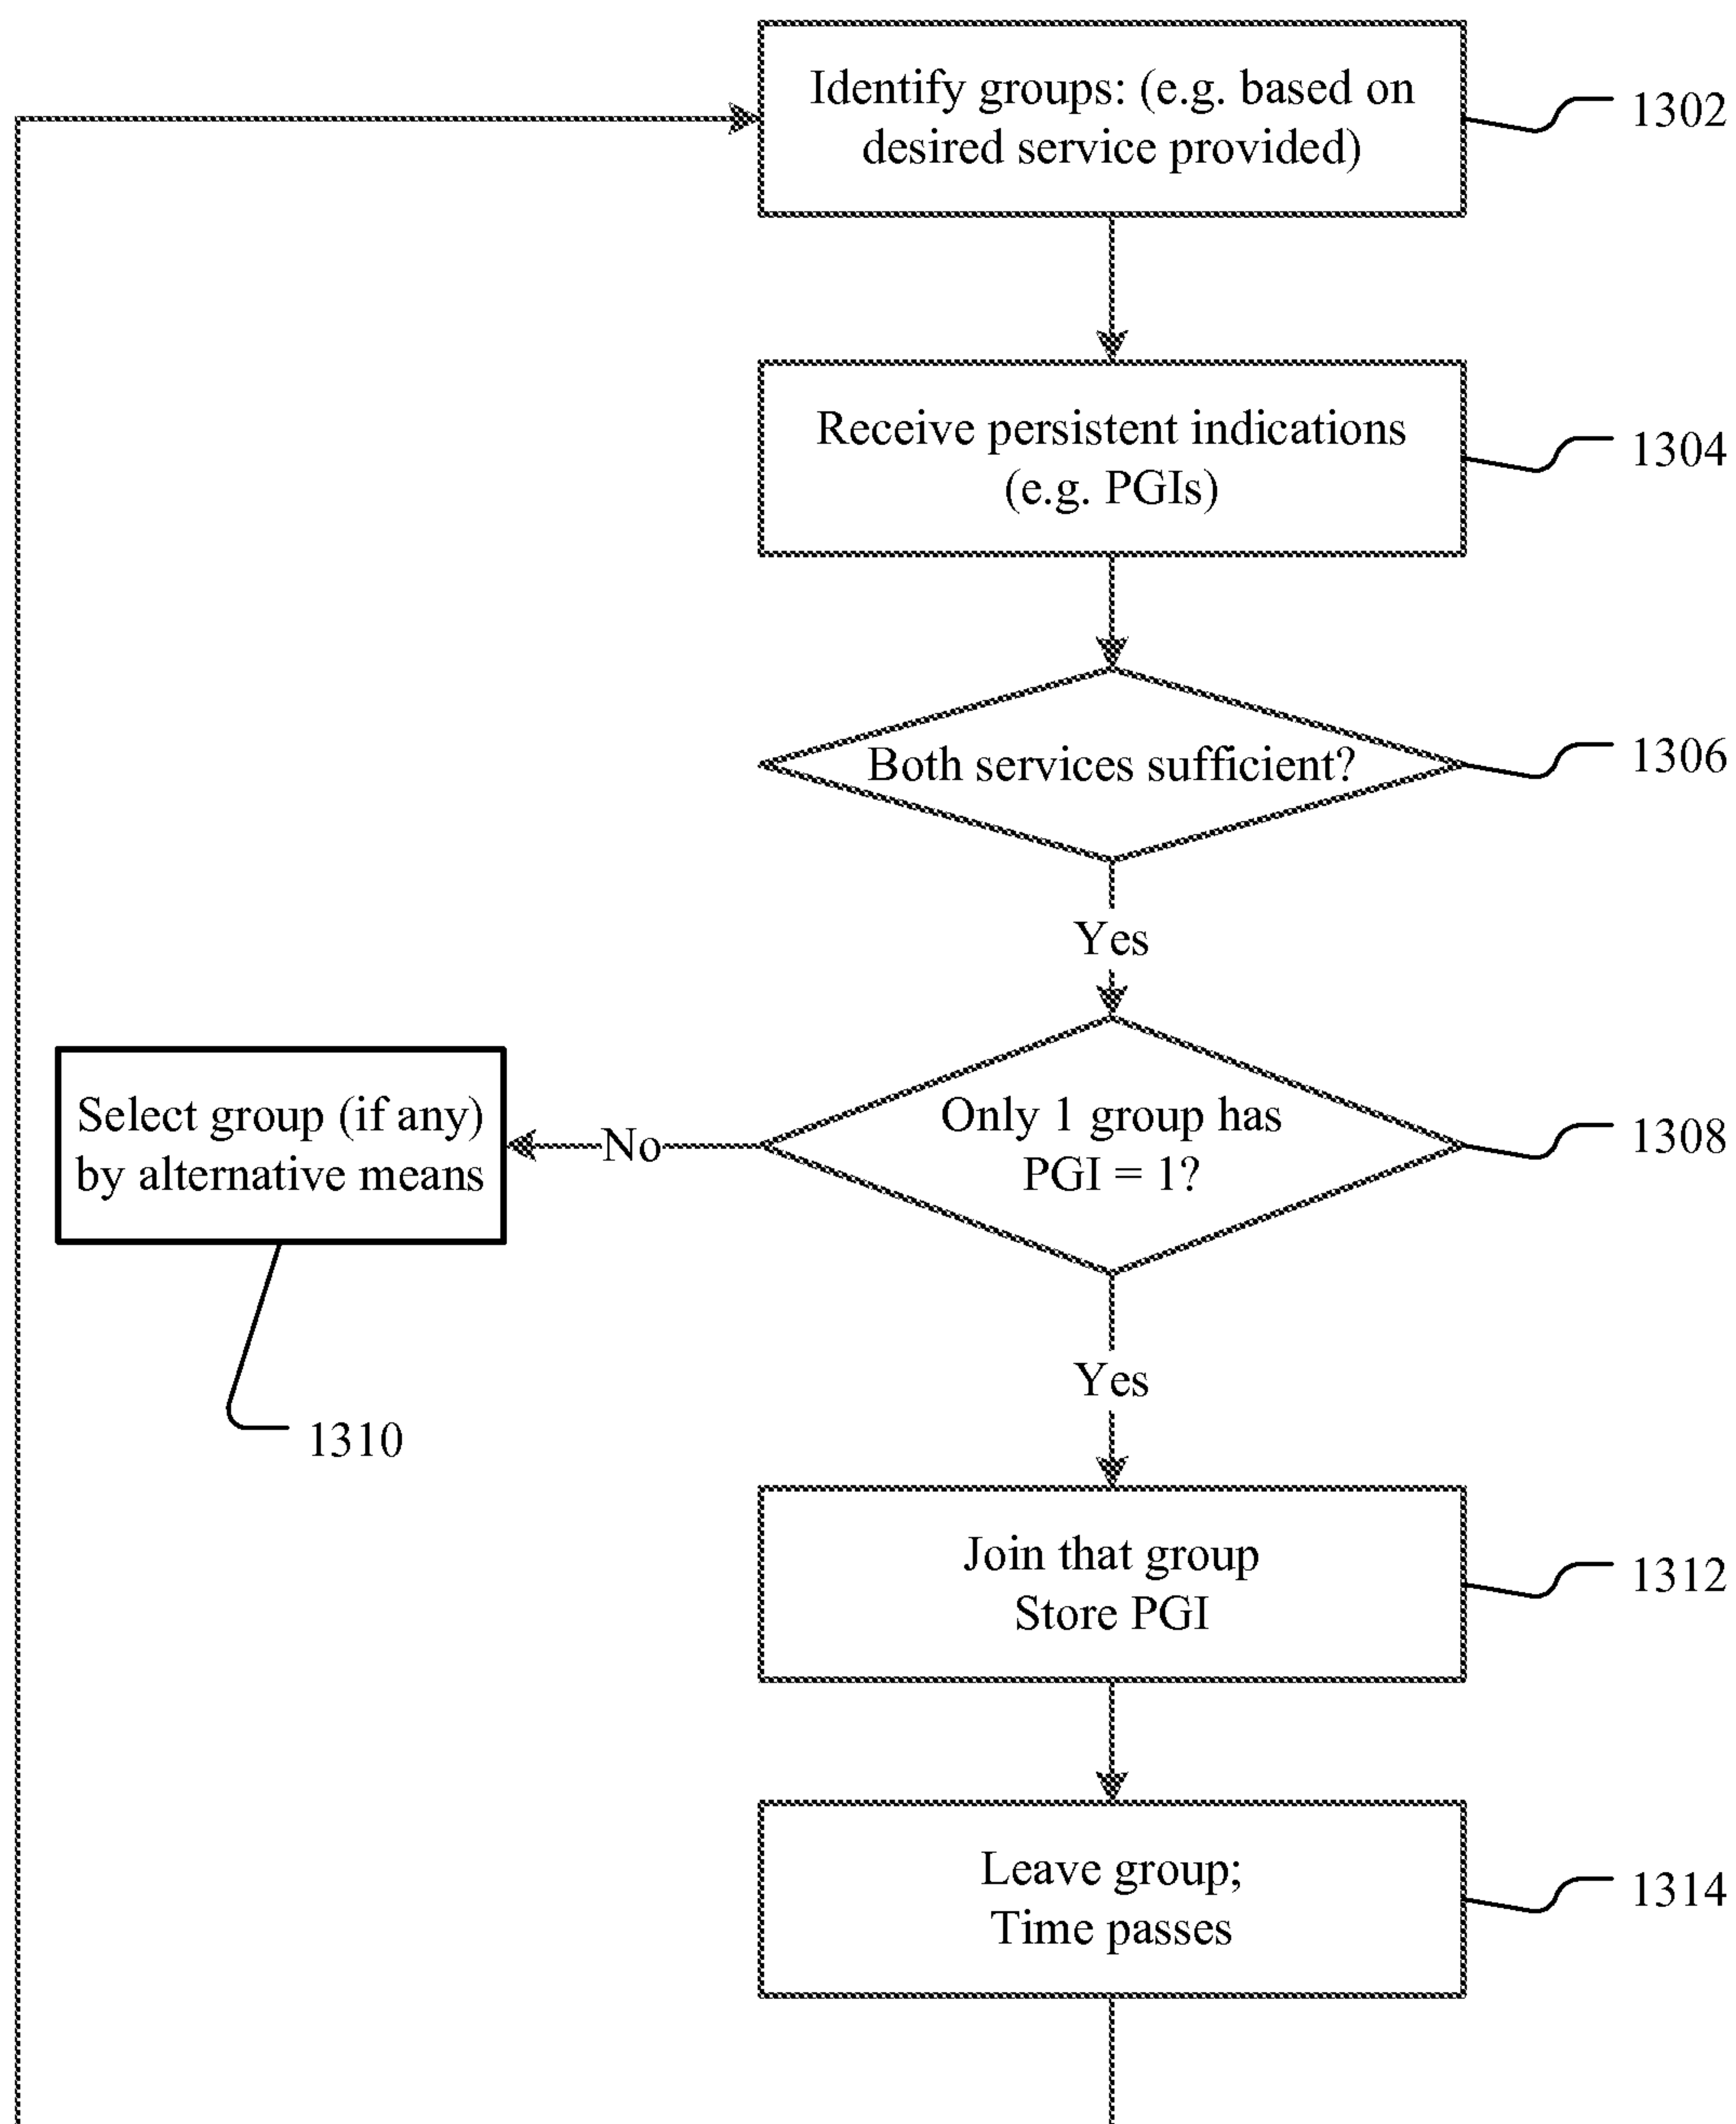 Identify groups: (e.g. based on
desired service provided)
1302
Receive persistent indications
(e.g. PGIs)
1304
Both services sufficient?
1306
Yes
Only 1 group has
PGI = 1?
1308
No
Select group (if any)
by alternative means
1310
Yes
Join that group
Store PGI
1312
Leave group;
Time passes
1314